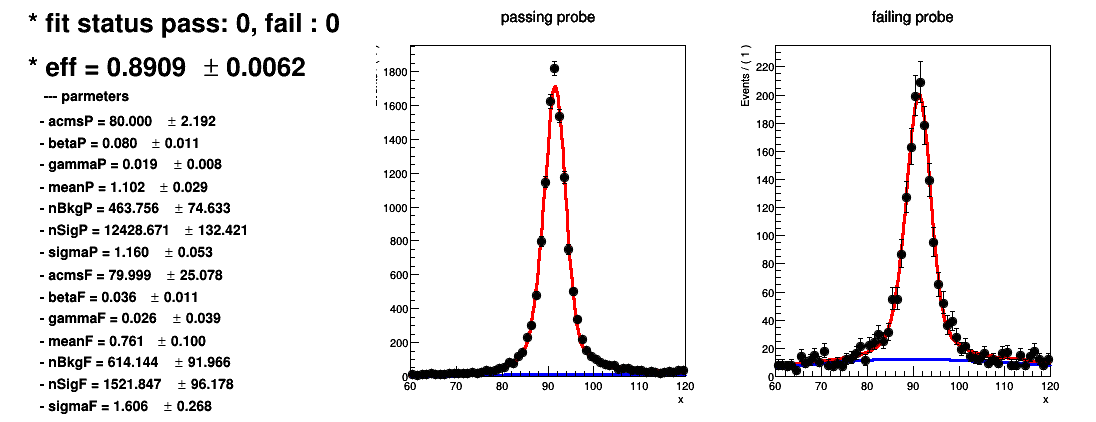 * fit status pass: 0, fail : 0
* eff = 0.8909 ± 0.0062
--- parmeters
- acmsP = 80.000 ± 2.192
- betaP = 0.080 ± 0.011
- gammaP = 0.019 ± 0.008
- meanP = 1.102 ± 0.029
- nBkgP = 463.756 ± 74.633
- nSigP = 12428.671 ± 132.421
- sigmaP = 1.160 ± 0.053
- acmsF = 79.999 ± 25.078
- betaF = 0.036 ± 0.011
- gammaF = 0.026 ± 0.039
- meanF = 0.761 ± 0.100
- nBkgF = 614.144 ± 91.966
- nSigF = 1521.847 ± 96.178
- sigmaF = 1.606 ± 0.268
passing probe
1800
1600
1400
1200
1000
800
600
400
200
0
60 70 80 90 100 110 120
x
failing probe
Events / ( 1 )
220
200
180
160
140
120
100
80
60
40
20
0
60 70 80 90 100 110 120
x